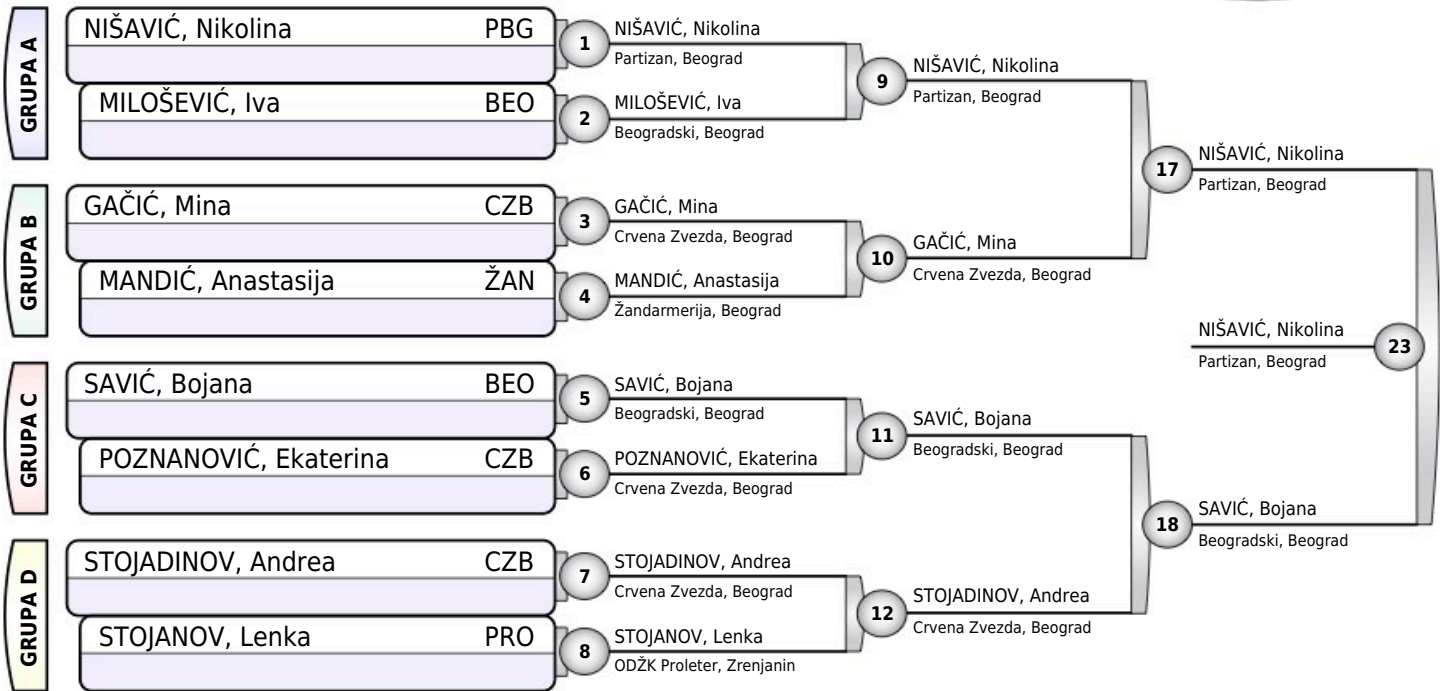 GRUPA A
NIŠAVIĆ, Nikolina PBG
MILOŠEVIĆ, Iva BEO
GRUPA B
GAČIĆ, Mina CZB
MANDIĆ, Anastasija ŽAN
GRUPA C
SAVIĆ, Bojana BEO
POZNANOVIĆ, Ekaterina CZB
GRUPA D
STOJADINOV, Andrea CZB
STOJANOV, Lenka PRO
1
NIŠAVIĆ, Nikolina
Partizan, Beograd
2
MILOŠEVIĆ, Iva
Beogradski, Beograd
3
GAČIĆ, Mina
Crvena Zvezda, Beograd
4
MANDIĆ, Anastasija
Žandarmerija, Beograd
5
SAVIĆ, Bojana
Beogradski, Beograd
6
POZNANOVIĆ, Ekaterina
Crvena Zvezda, Beograd
7
STOJADINOV, Andrea
Crvena Zvezda, Beograd
8
STOJANOV, Lenka
ODŽK Proleter, Zrenjanin
9
NIŠAVIĆ, Nikolina
Partizan, Beograd
10
GAČIĆ, Mina
Crvena Zvezda, Beograd
11
SAVIĆ, Bojana
Beogradski, Beograd
12
STOJADINOV, Andrea
Crvena Zvezda, Beograd
17
NIŠAVIĆ, Nikolina
Partizan, Beograd
18
SAVIĆ, Bojana
Beogradski, Beograd
NIŠAVIĆ, Nikolina
Partizan, Beograd
23